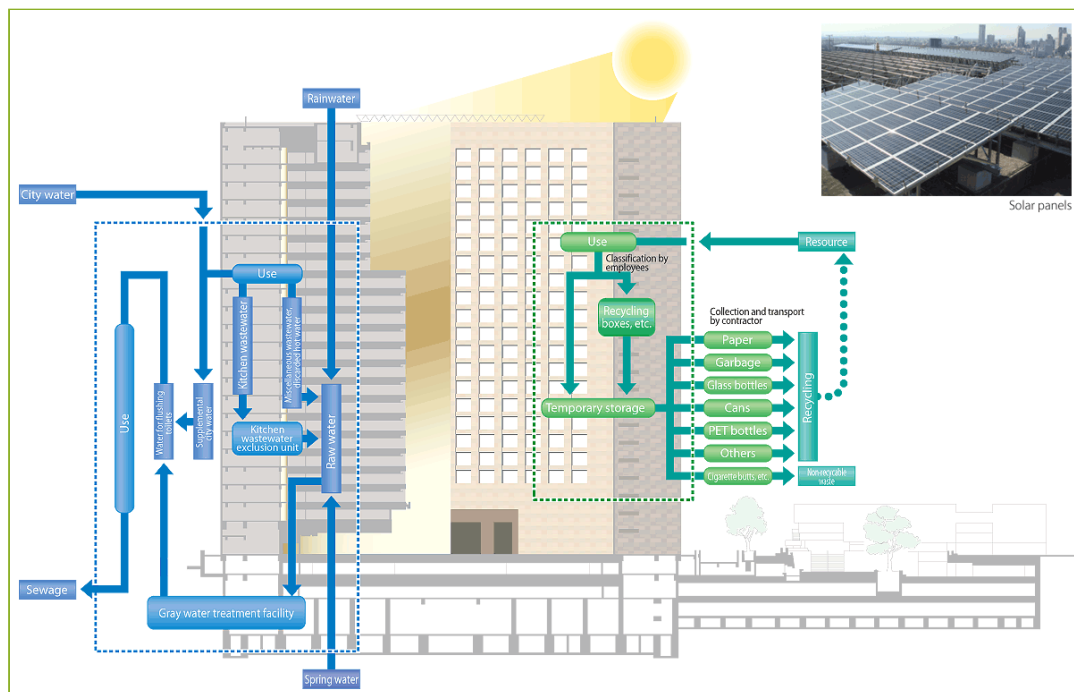 Rainwater
City water
Solar panels
Use
Kitchen wastewater
Miscellaneous wastewater,
discarded hot water
Use
Water for flushing
toilets
Supplemental
city water
Kitchen
wastewater
exclusion unit
Raw water
Sewage
Gray water treatment facility
Spring water
Use
Classification by
employees
Recycling
boxes, etc.
Temporary storage
Resource
Collection and transport
by contractor
Paper
Garbage
Glass bottles
Cans
PET bottles
Others
Cigarette butts, etc.
Recycling
Non-recyclable
waste